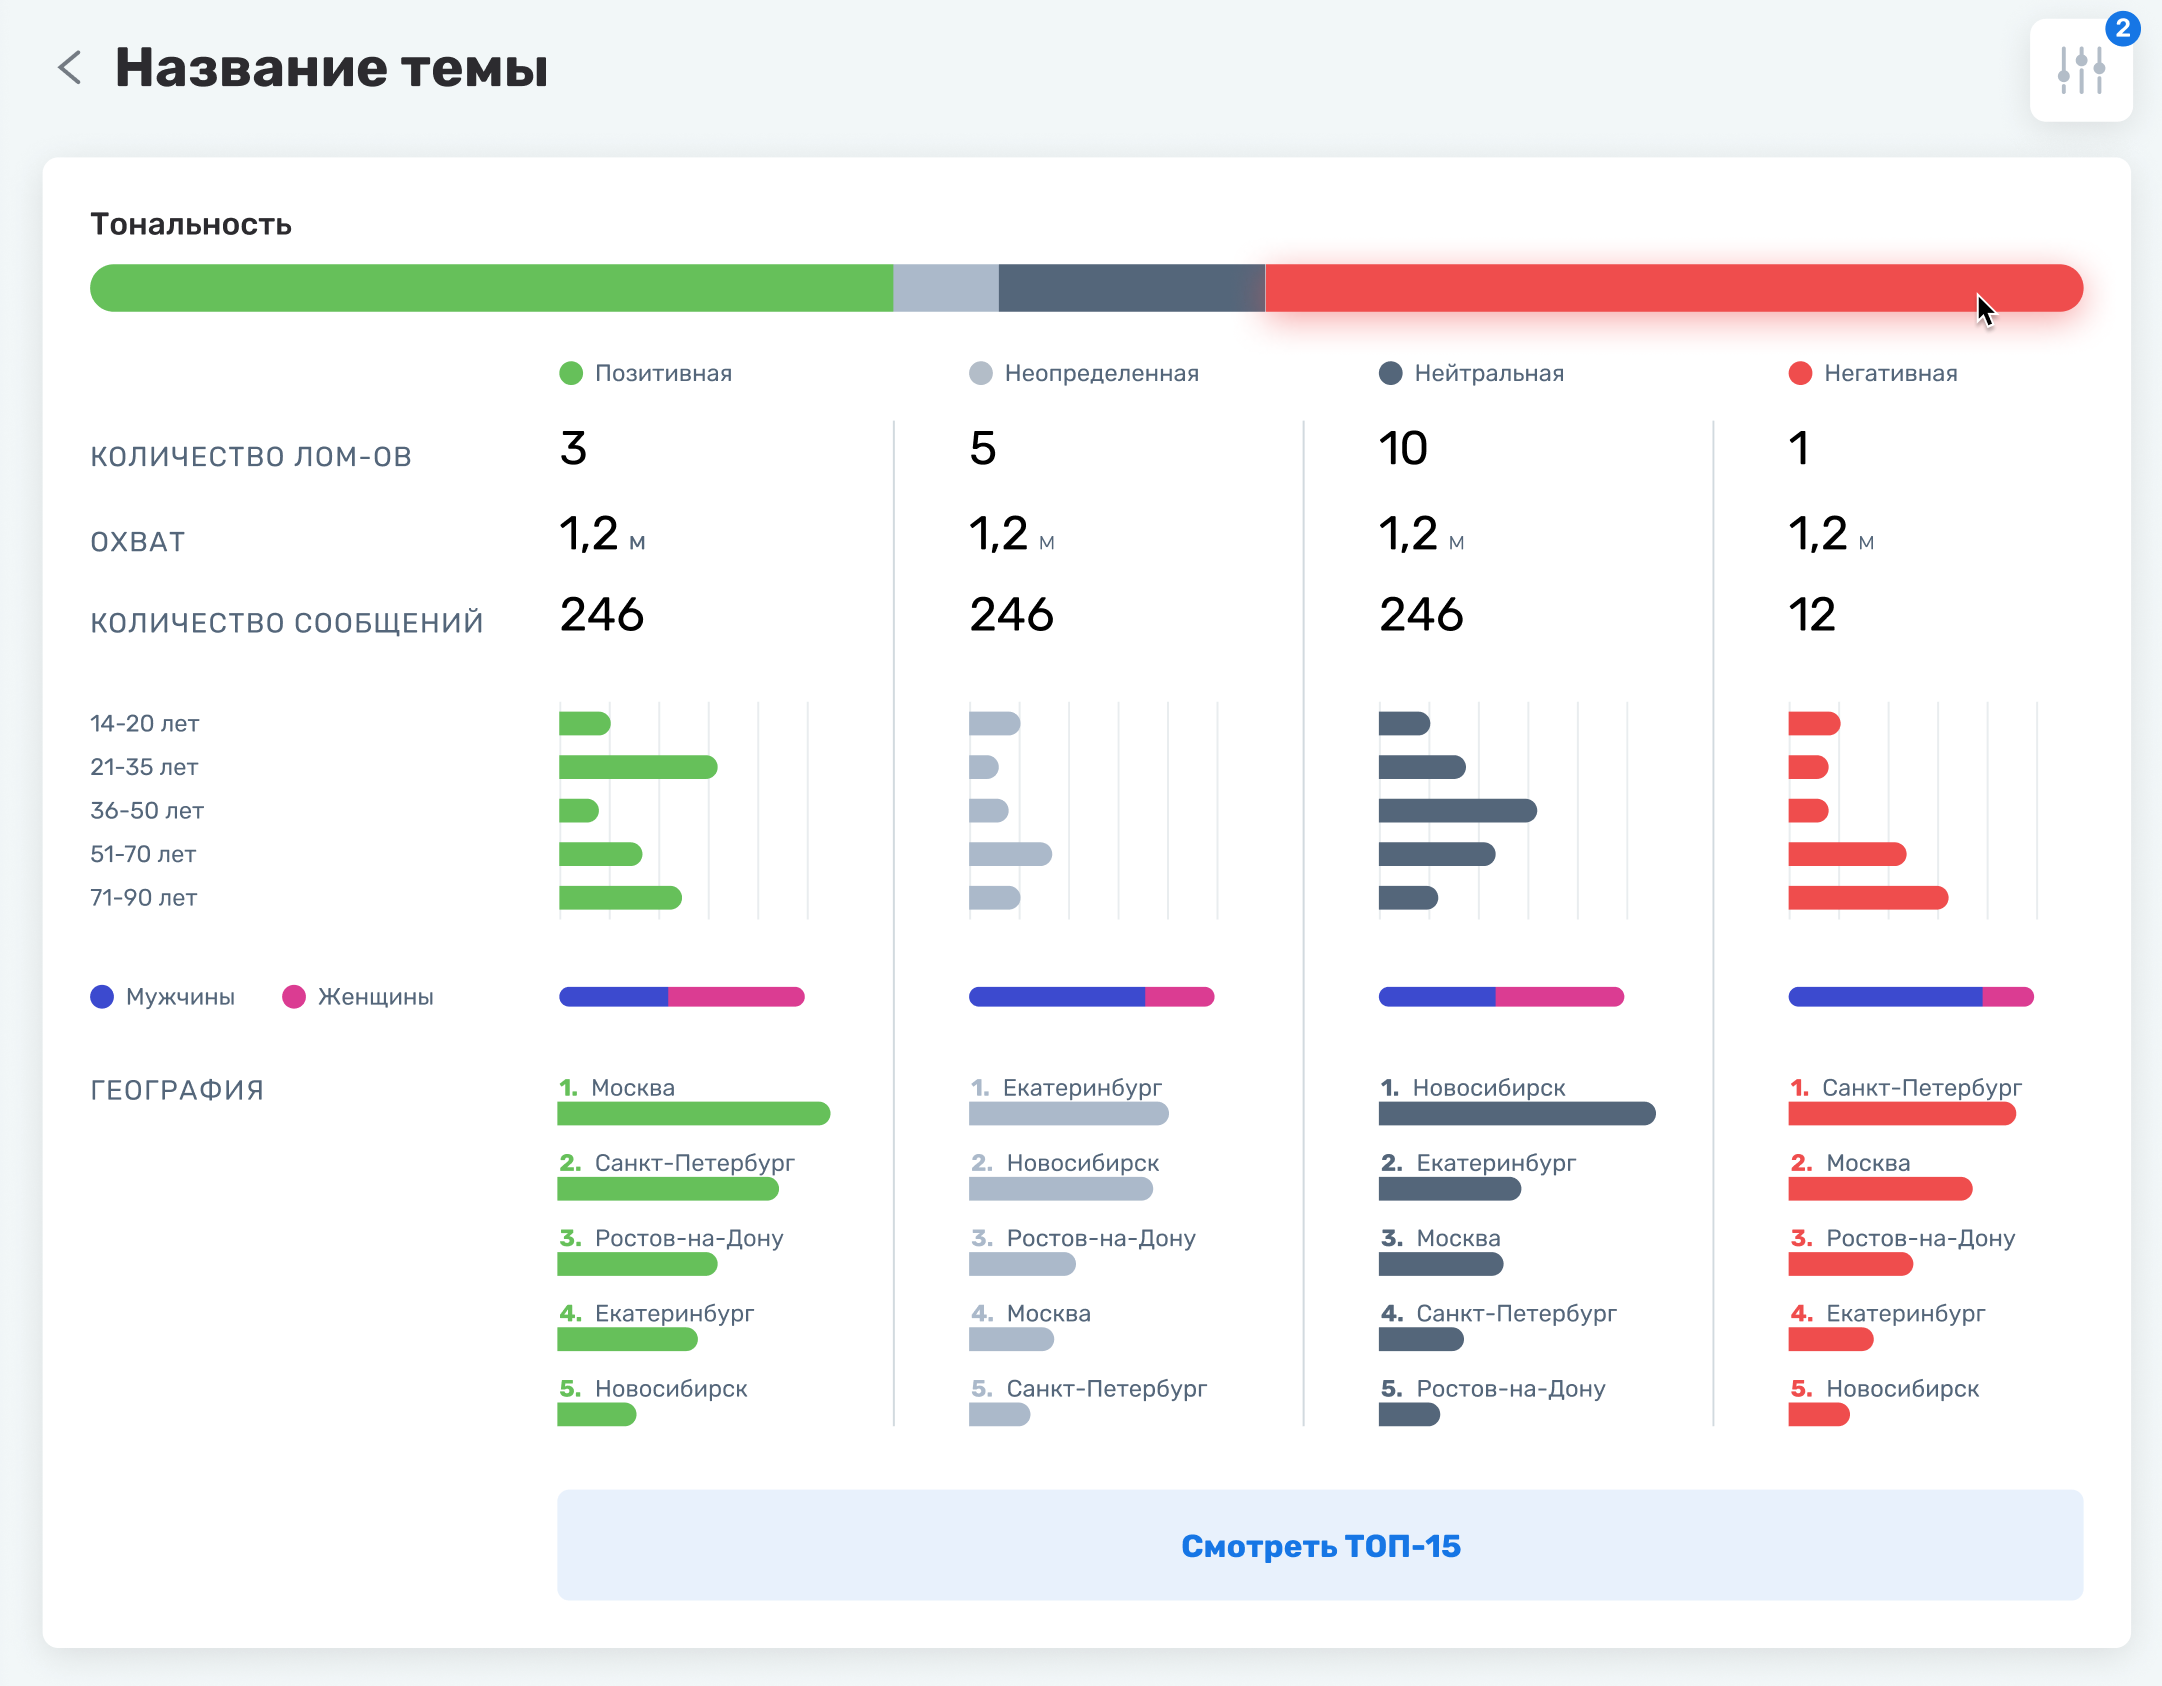 Название темы
2
Тональность
Позитивная
Неопределенная
Нейтральная
Негативная
КОЛИЧЕСТВО ЛОМ-ОВ
3
5
10
1
ОХВАТ
1,2 м
1,2 м
1,2 м
1,2 м
КОЛИЧЕСТВО СООБЩЕНИЙ
246
246
246
12
14-20 лет
21-35 лет
36-50 лет
51-70 лет
71-90 лет
Мужчины
Женщины
ГЕОГРАФИЯ
1. Москва
2. Санкт-Петербург
3. Ростов-на-Дону
4. Екатеринбург
5. Новосибирск
1. Екатеринбург
2. Новосибирск
3. Ростов-на-Дону
4. Москва
5. Санкт-Петербург
1. Новосибирск
2. Екатеринбург
3. Москва
4. Санкт-Петербург
5. Ростов-на-Дону
1. Санкт-Петербург
2. Москва
3. Ростов-на-Дону
4. Екатеринбург
5. Новосибирск
Смотреть ТОП-15